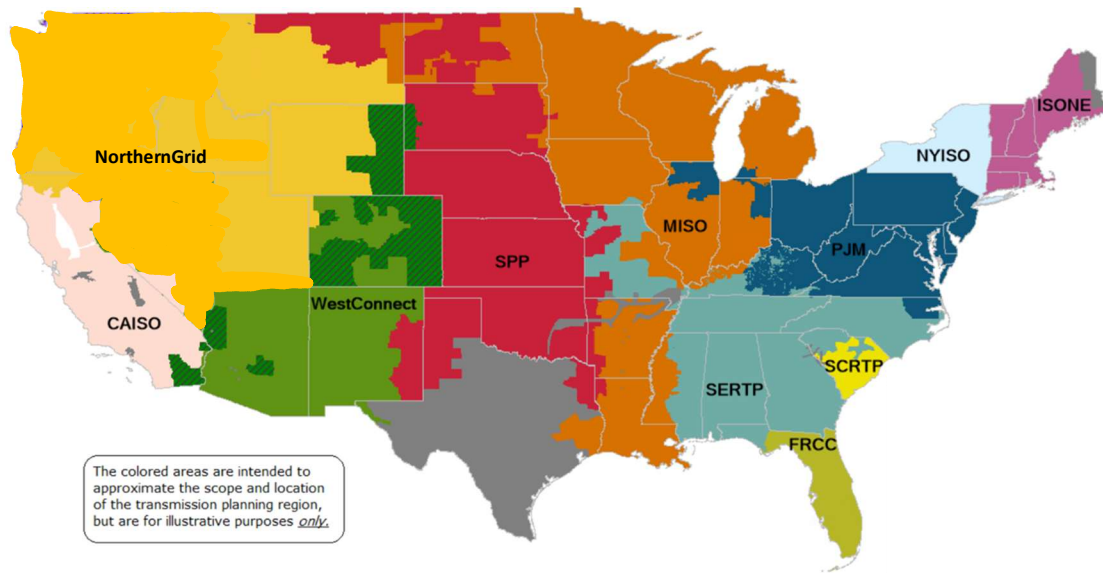 ISONE
NYISO
NorthernGrid
MISO
PJM
SPP
WestConnect
CAISO
SCRTP
SERTP
FRCC
The colored areas are intended to
approximate the scope and location
of the transmission planning region,
but are for illustrative purposes only.